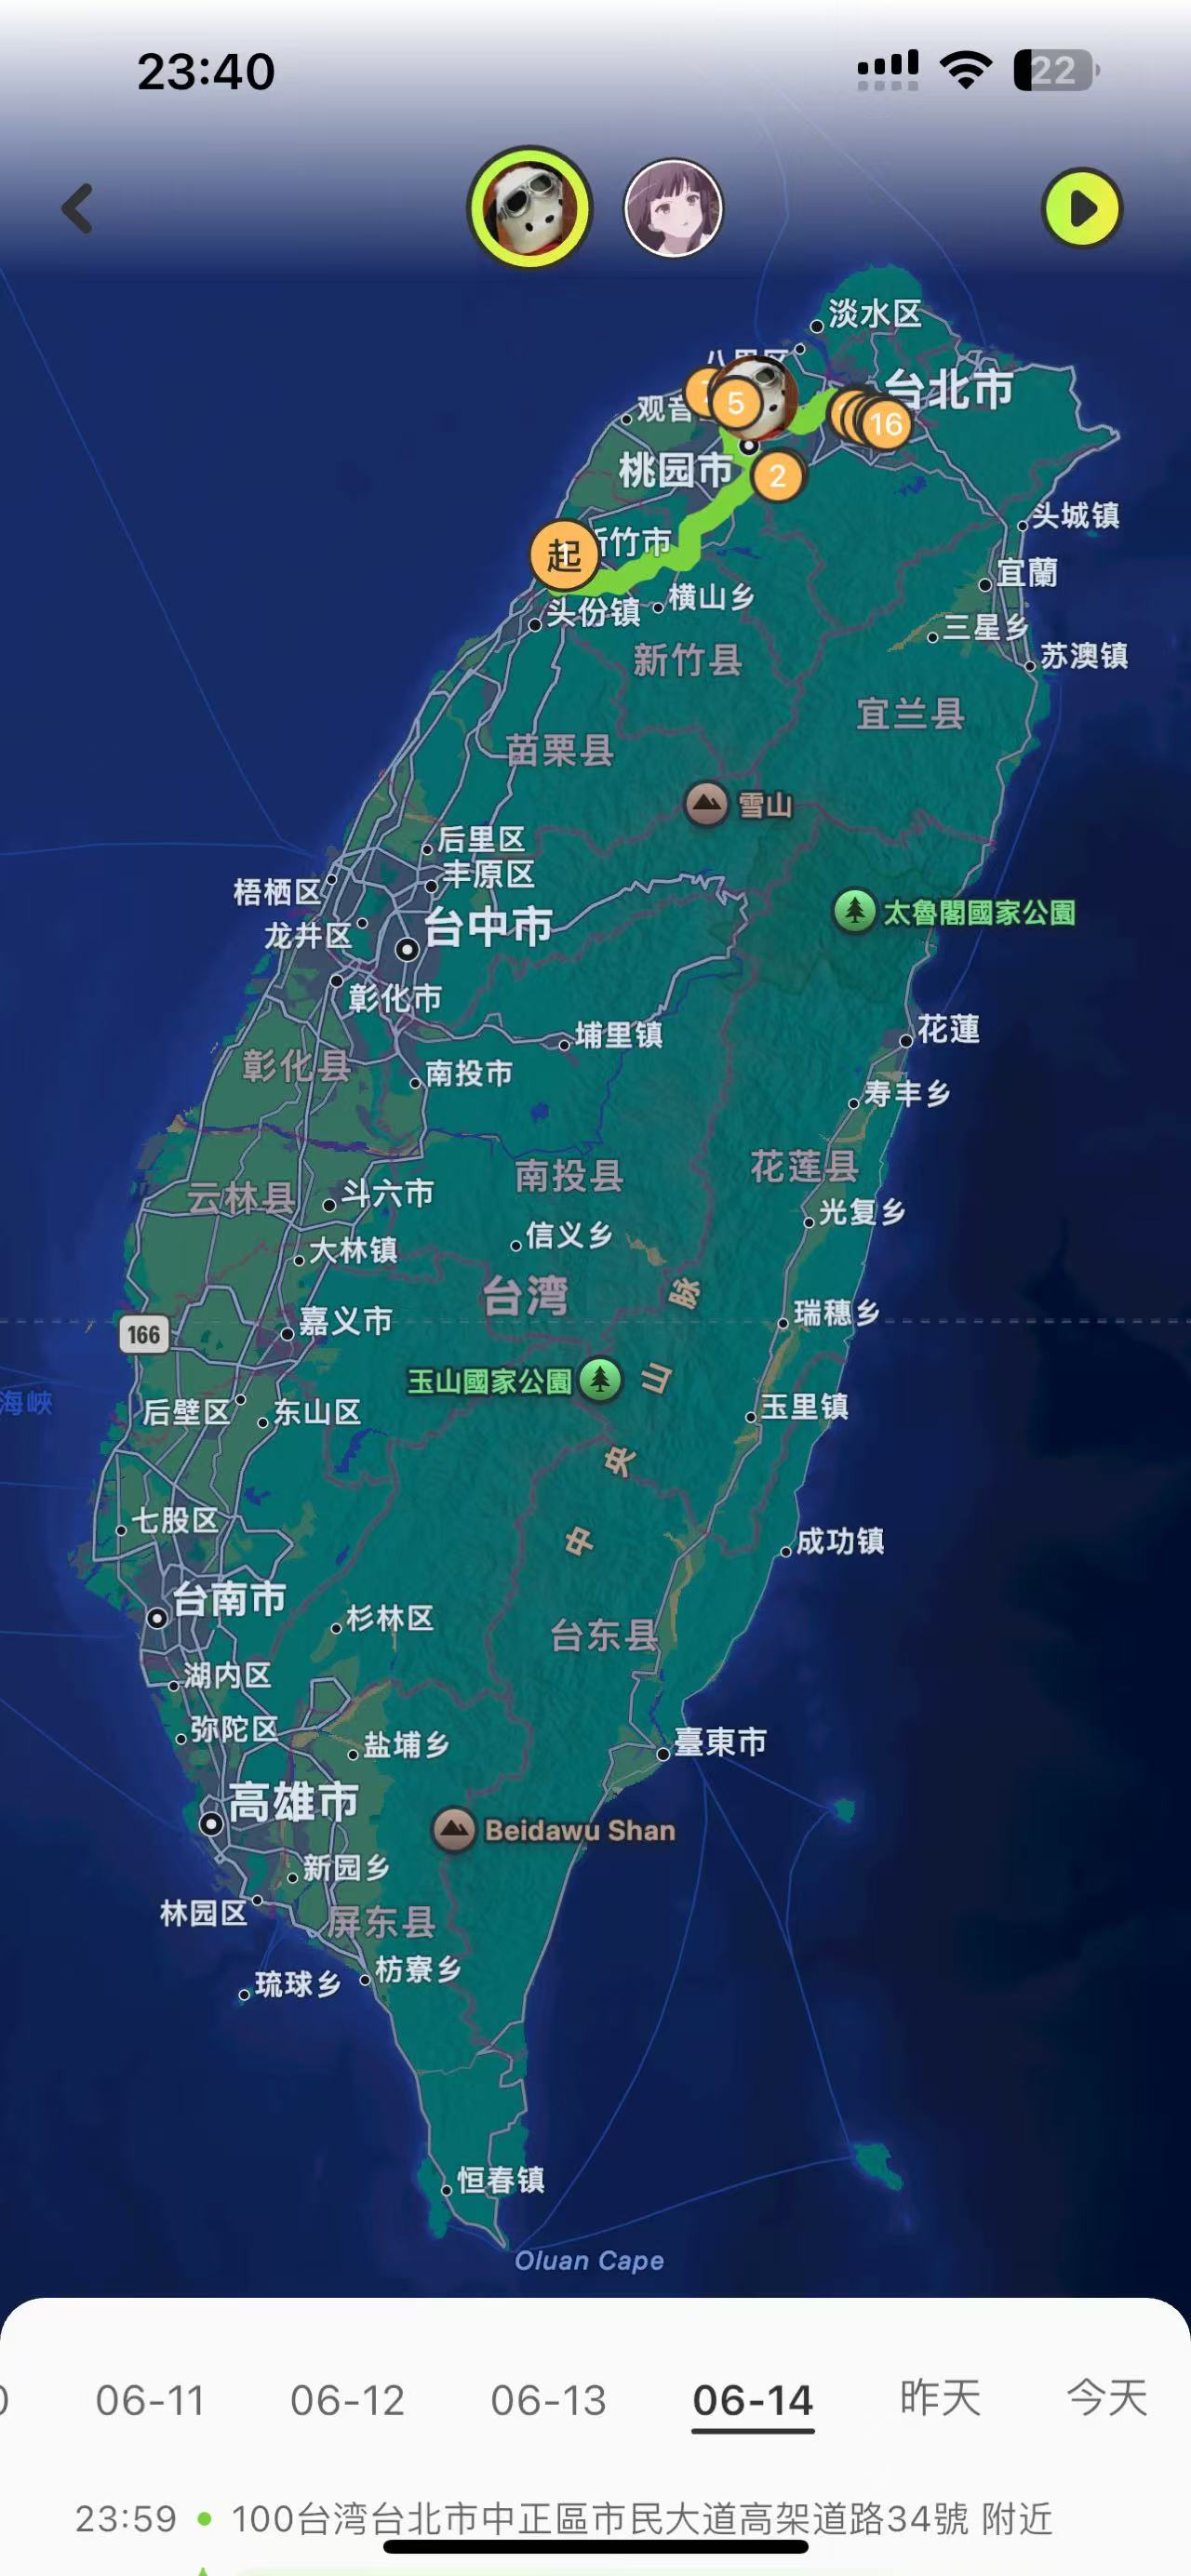 23:40
22
淡水区
台北市
5
16
观音
桃园市
2
头城镇
起
新竹市
宜蘭
横山乡
头份镇
三星乡
苏澳镇
新竹县
宜兰县
苗栗县
雪山
后里区
丰原区
梧栖区
太魯閣國家公園
台中市
龙井区
彰化市
花蓮
埔里镇
彰化县
南投市
寿丰乡
花莲县
南投县
云林县
斗六市
光复乡
信义乡
大林镇
台湾
脉
瑞穗乡
嘉义市
166
山
玉山國家公園
海峡
后壁区
东山区
玉里镇
央
七股区
中
成功镇
台南市
杉林区
台东县
湖内区
弥陀区
盐埔乡
臺東市
高雄市
Beidawu Shan
新园乡
林园区
屏东县
枋寮乡
琉球乡
恒春镇
Oluan Cape
06-11
06-12
06-13
06-14
昨天
今天
23:59
100台湾台北市中正區市民大道高架道路34號 附近